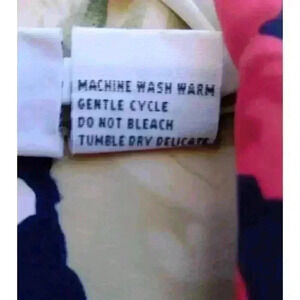 MACHINE WASH WARM
GENTLE CYCLE
DO NOT BLEACH
TUMBLE DRY DELICATE